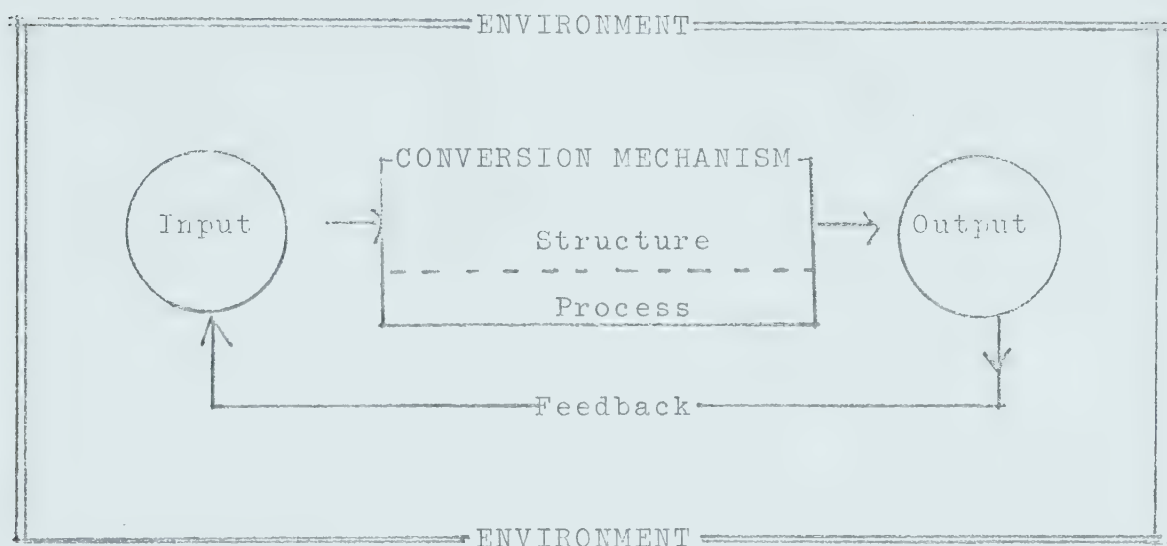 ENVIRONMENT
CONVERSION MECHANISM
Input
Structure
Output
Process
Feedback
ENVIRONMENT